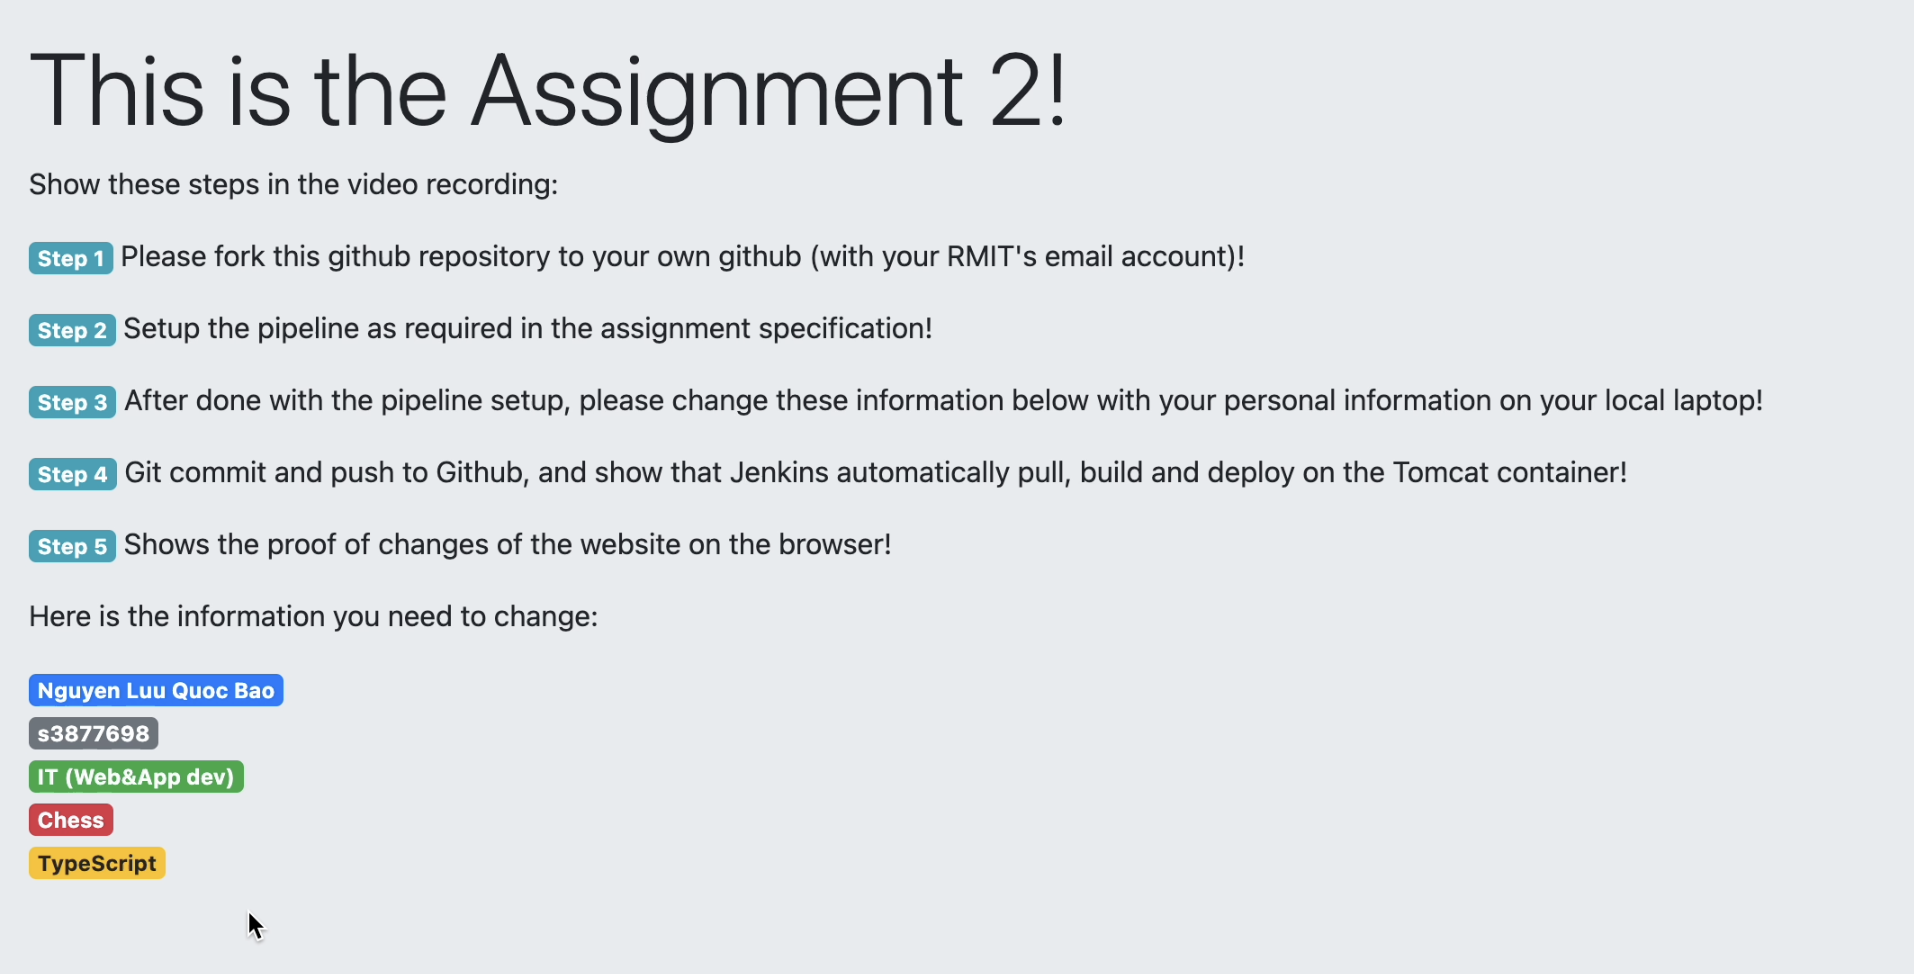 This is the Assignment 2!
Show these steps in the video recording:
Step 1 Please fork this github repository to your own github (with your RMIT's email account)!
Step 2 Setup the pipeline as required in the assignment specification!
Step 3 After done with the pipeline setup, please change these information below with your personal information on your local laptop!
Step 4 Git commit and push to Github, and show that Jenkins automatically pull, build and deploy on the Tomcat container!
Step 5 Shows the proof of changes of the website on the browser!
Here is the information you need to change:
Nguyen Luu Quoc Bao
s3877698
IT (Web&App dev)
Chess
TypeScript